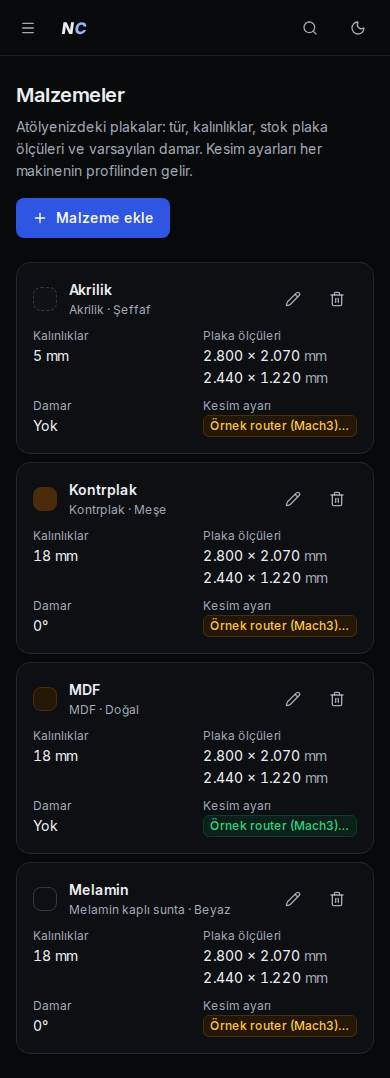 NC
Malzemeler
Atölyenizdeki plakalar: tür, kalınlıklar, stok plaka
ölçüleri ve varsayılan damar. Kesim ayarları her
makinenin profilinden gelir.
+ Malzeme ekle
Akrilik
Akrilik · Şeffaf
Kalınlıklar
5 mm
Plaka ölçüleri
2.800 × 2.070 mm
2.440 × 1.220 mm
Damar
Yok
Kesim ayarı
Örnek router (Mach3)...
Kontrplak
Kontrplak · Meşe
Kalınlıklar
18 mm
Plaka ölçüleri
2.800 × 2.070 mm
2.440 × 1.220 mm
Damar
0°
Kesim ayarı
Örnek router (Mach3)...
MDF
MDF · Doğal
Kalınlıklar
18 mm
Plaka ölçüleri
2.800 × 2.070 mm
2.440 × 1.220 mm
Damar
Yok
Kesim ayarı
Örnek router (Mach3)...
Melamin
Melamin kaplı sunta · Beyaz
Kalınlıklar
18 mm
Plaka ölçüleri
2.800 × 2.070 mm
2.440 × 1.220 mm
Damar
0°
Kesim ayarı
Örnek router (Mach3)...